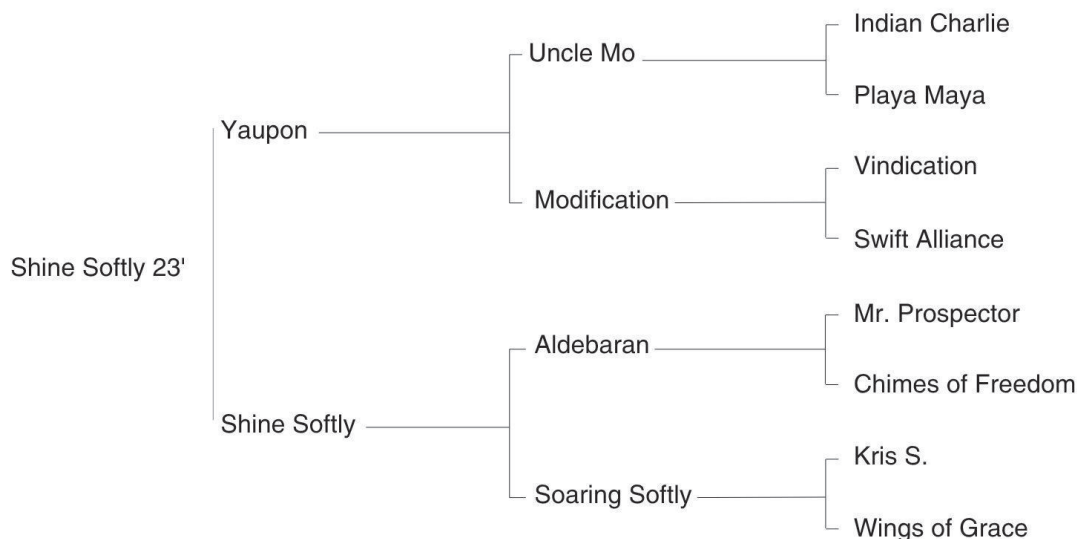 Indian Charlie
Uncle Mo
Playa Maya
Yaupon
Vindication
Modification
Swift Alliance
Shine Softly 23'
Mr. Prospector
Aldebaran
Chimes of Freedom
Shine Softly
Kris S.
Soaring Softly
Wings of Grace